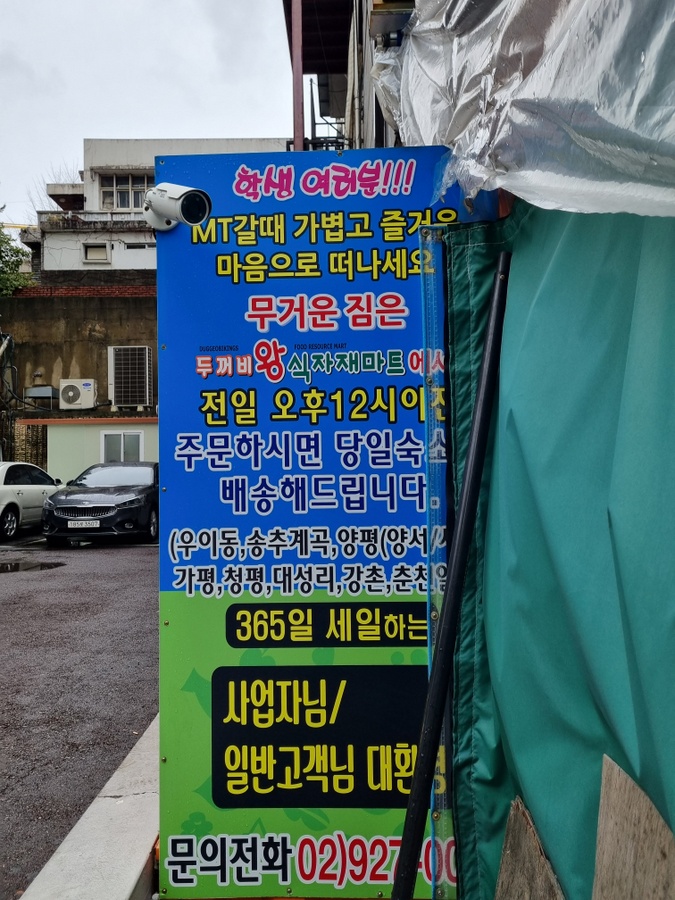 학생 여러분!!!
MT갈때 가볍고 즐거운
마음으로 떠나세요
무거운 짐은
FOOD RESOURCE MART
두꺼비왕식자재마트에서
전일 오후12시이전
주문하시면 당일숙소
배송해드립니다.
(우이동,송추계곡,양평(양서/
가평,청평,대성리,강촌,춘천일
365일 세일하는
사업자님/
일반고객님 대환영
문의전화 02)927-00